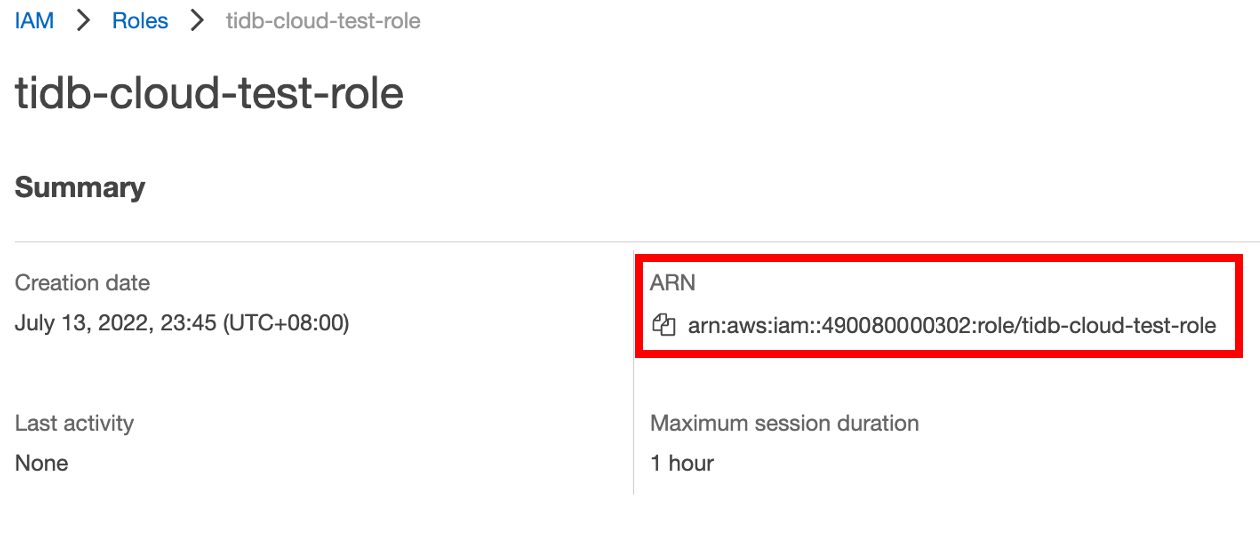 IAM > Roles > tidb-cloud-test-role
tidb-cloud-test-role
Summary
Creation date
July 13, 2022, 23:45 (UTC+08:00)
ARN
arn:aws:iam::490080000302:role/tidb-cloud-test-role
Last activity
None
Maximum session duration
1 hour